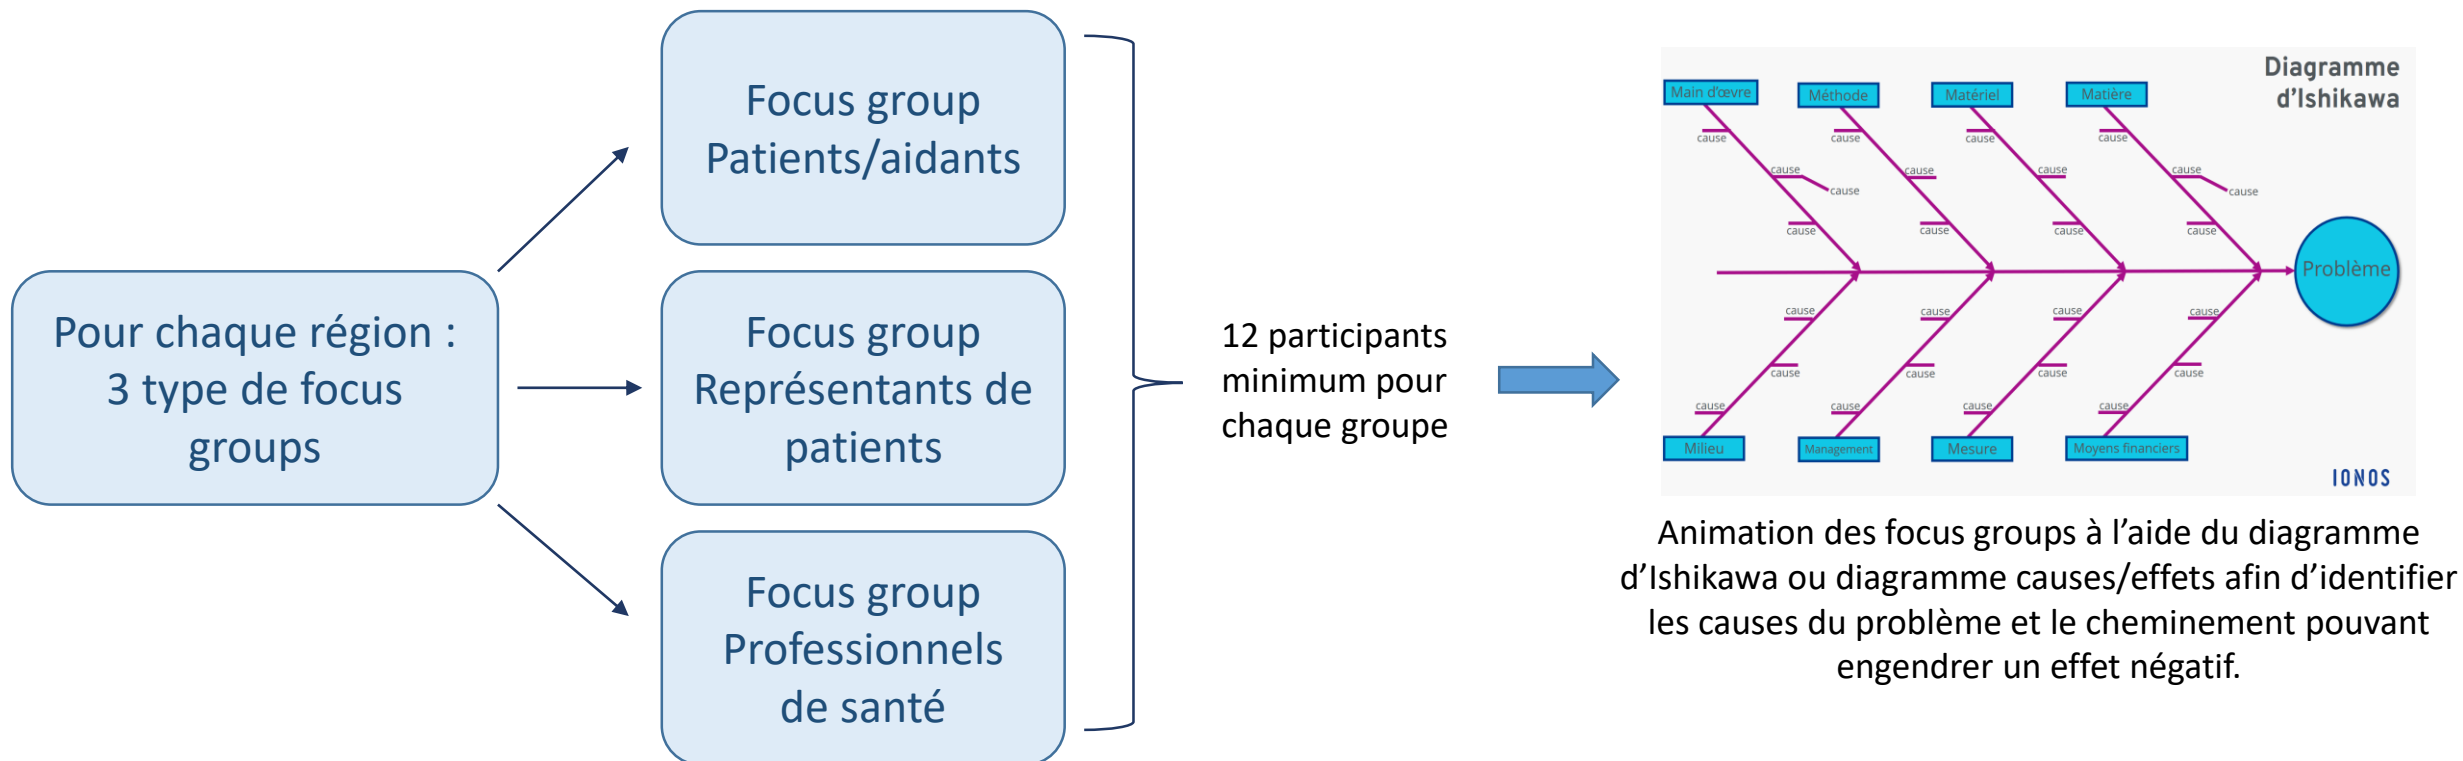 Pour chaque région :
3 type de focus
groups
Focus group
Patients/aidants
Focus group
Représentants de
patients
Focus group
Professionnels
de santé
12 participants
minimum pour
chaque groupe
Diagramme
d'Ishikawa
Main d'œvre
Méthode
Matériel
Matière
cause
cause
cause
cause
cause
cause
cause
cause
cause
cause
cause
cause
cause
cause
Problème
cause
cause
cause
cause
cause
cause
cause
cause
cause
cause
cause
cause
Milieu
Management
Mesure
Moyens financiers
IONOS
Animation des focus groups à l’aide du diagramme
d’Ishikawa ou diagramme causes/effets afin d’identifier
les causes du problème et le cheminement pouvant
engendrer un effet négatif.